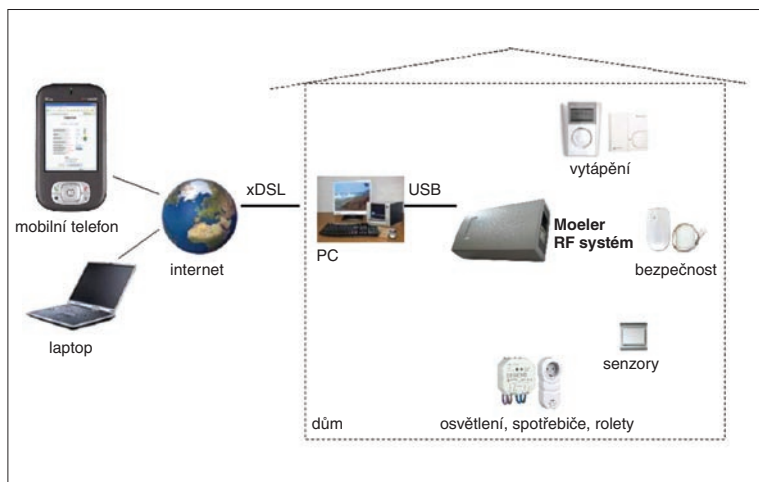 mobilní telefon
laptop
internet
xDSL
PC
USB
Moeler
RF systém
vytápění
bezpečnost
senzory
osvětlení, spotřebiče, rolety
dům